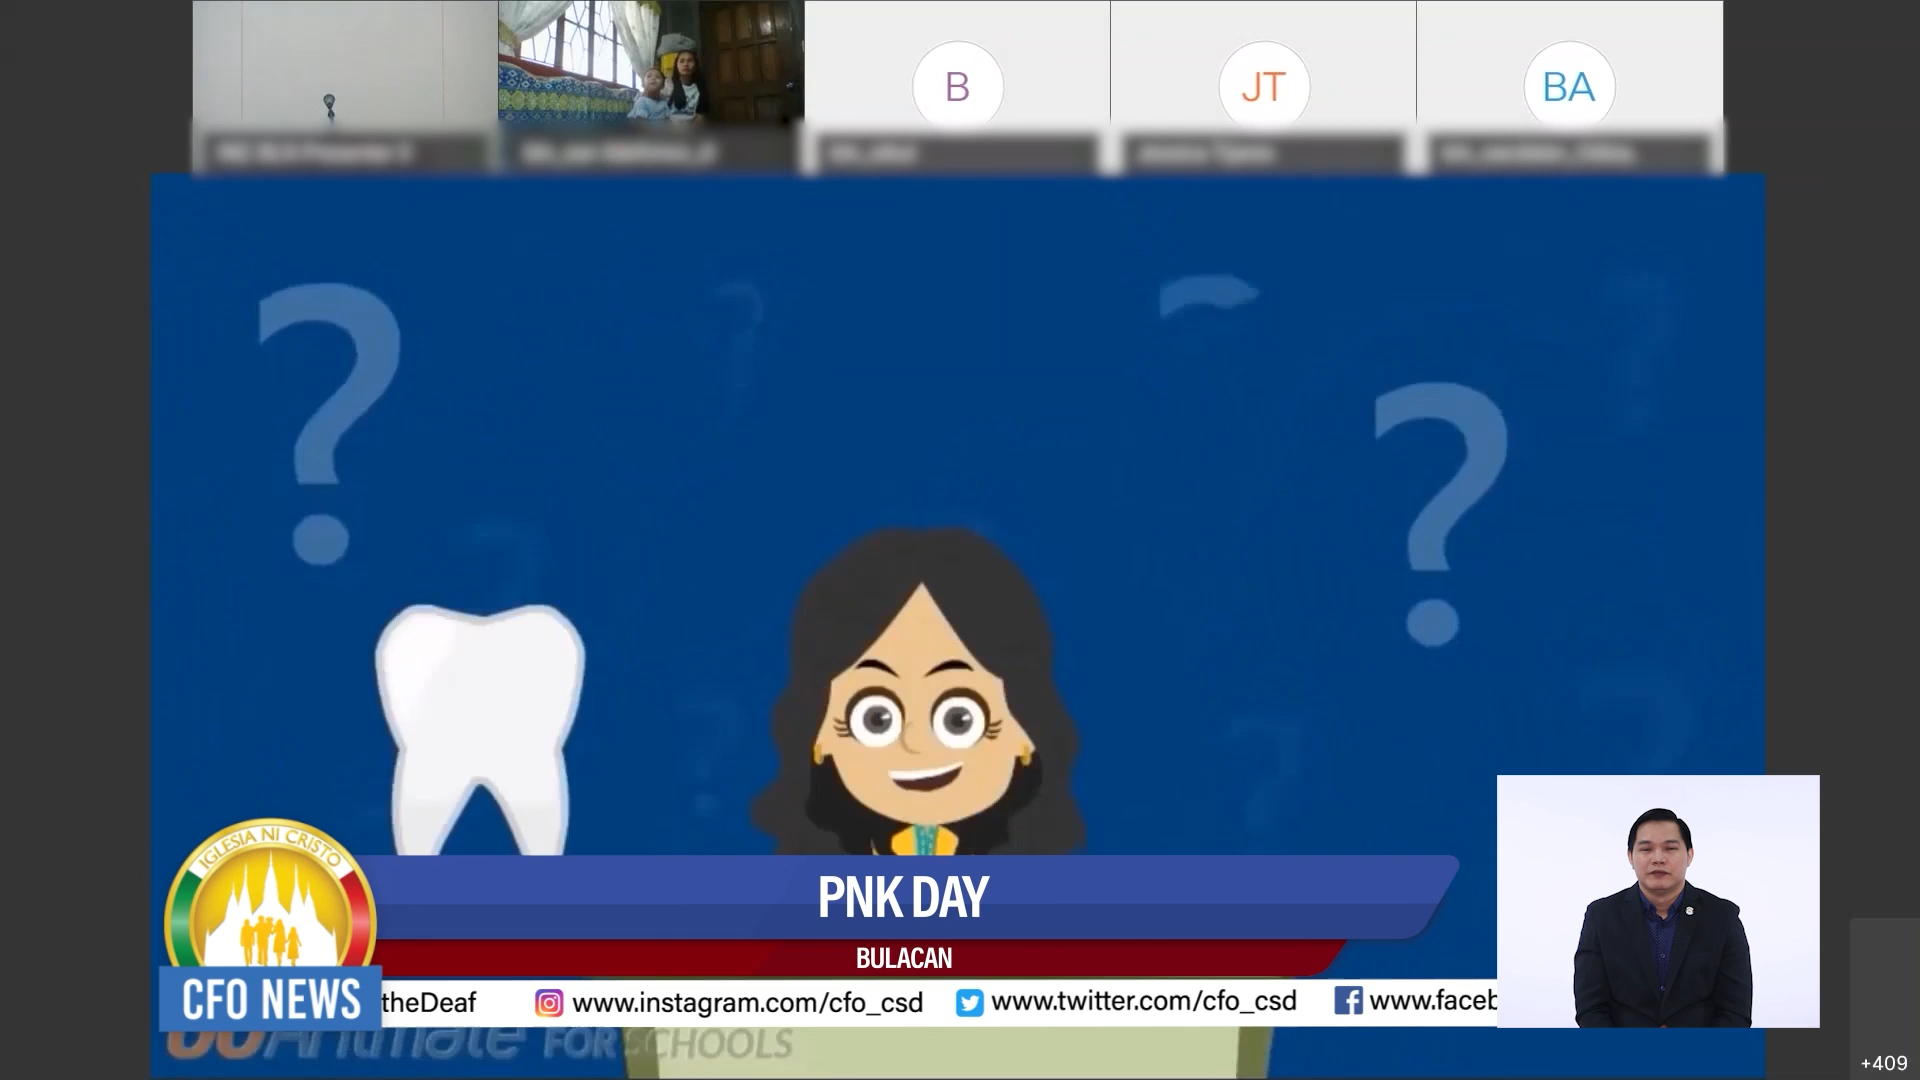 B
JT
BA
IGLESIA NI CRISTO
PNK DAY
BULACAN
CFO NEWS
theDeaf
www.instagram.com/cfo_csd
www.twitter.com/cfo_csd
www.faceb
GoAnimate FOR SCHOOLS
+409